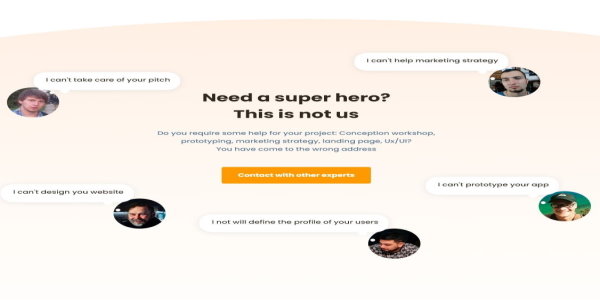 I can't help marketing strategy
I can't take care of your pitch
Need a super hero?
This is not us
Do you require some help for your project: Conception workshop,
prototyping, marketing strategy, landing page, Ux/Ui?
You have come to the wrong address
Contact with other experts
I can't prototype your app
I can't design you website
I not will define the profile of your users